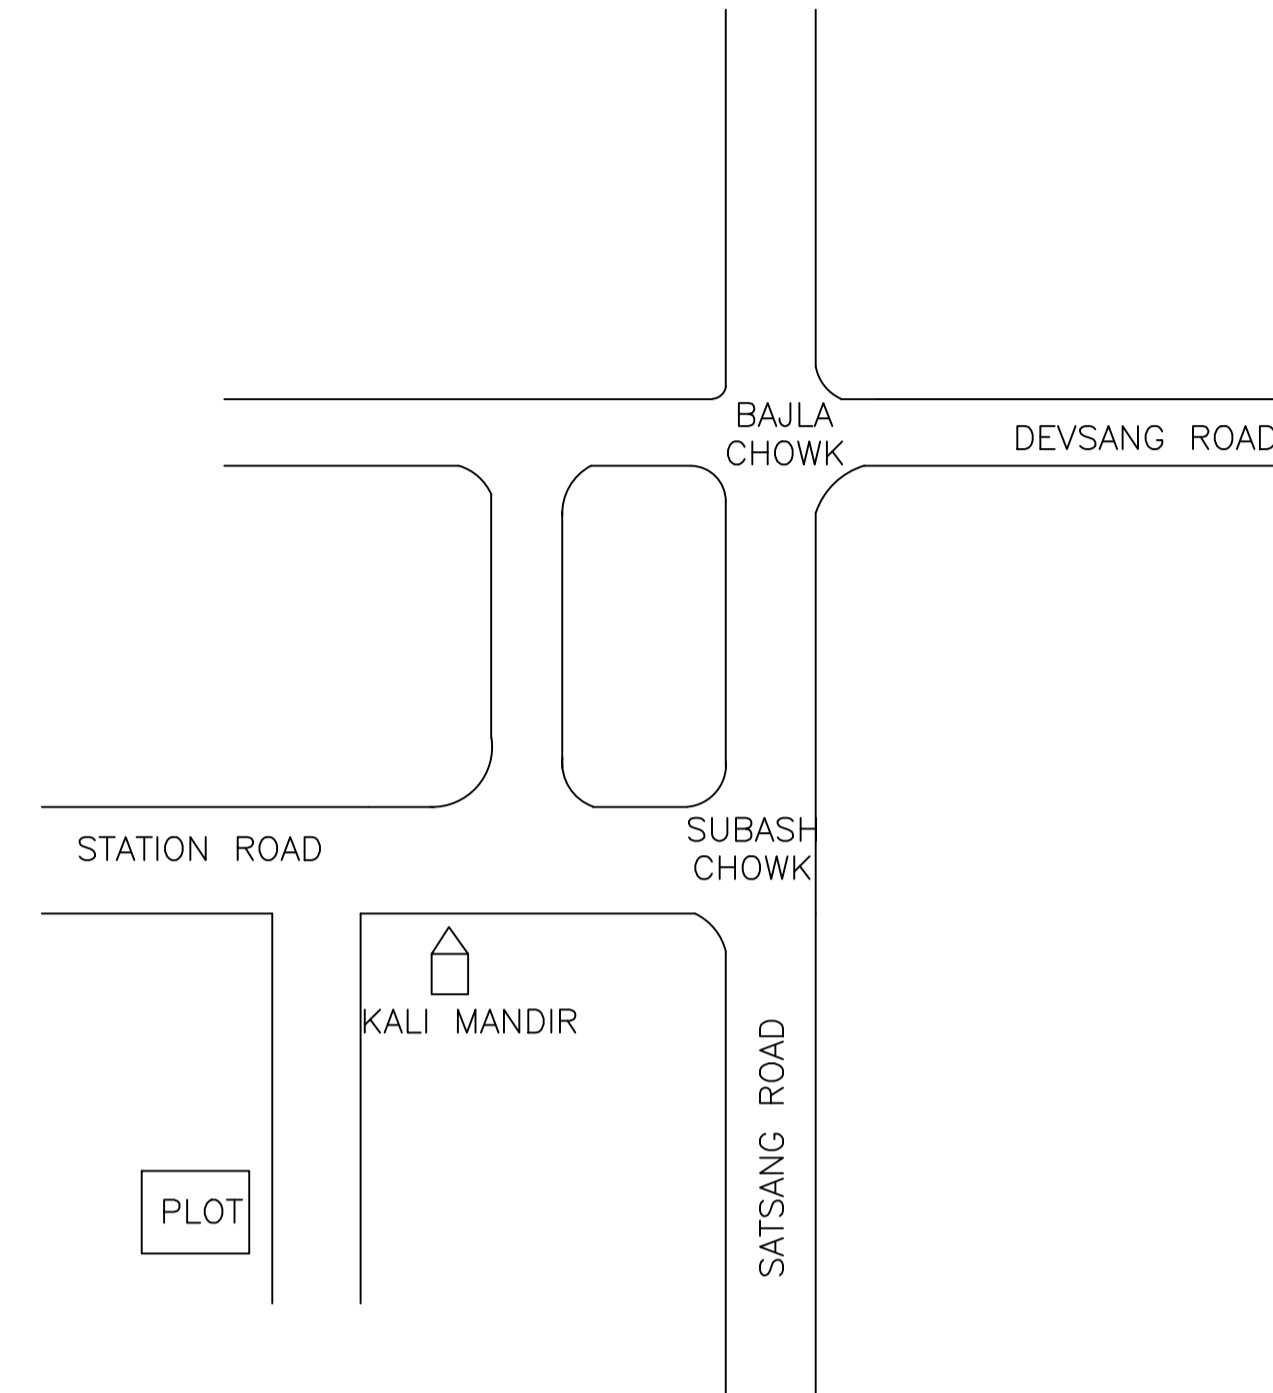 BAJLA
CHOWK
DEVSANG ROAD
STATION ROAD
SUBASH
CHOWK
KALI MANDIR
SATSANG ROAD
PLOT